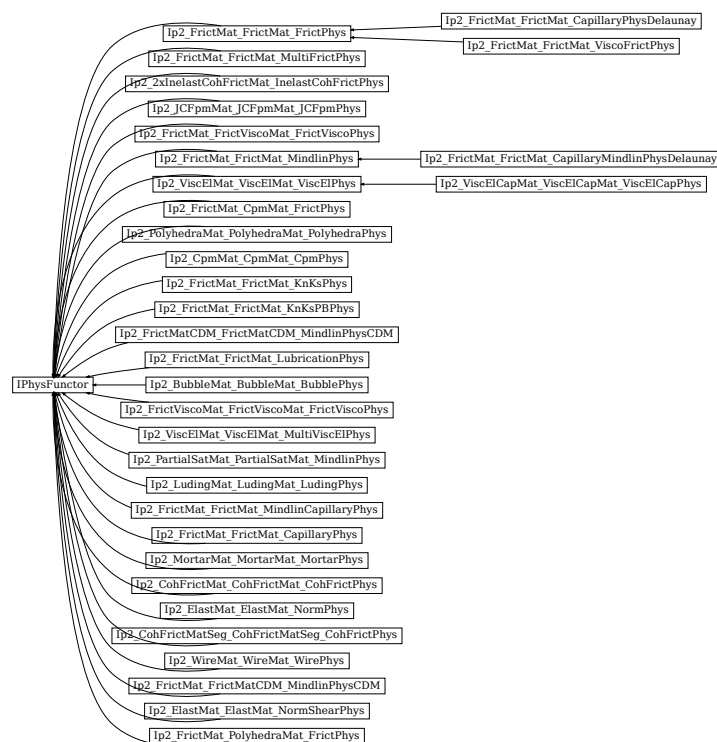 Ip2_FrictMat_FrictMat_FrictPhys
Ip2_FrictMat_FrictMat_CapillaryPhysDelaunay
Ip2_FrictMat_FrictMat_ViscoFrictPhys
Ip2_FrictMat_FrictMat_MultiFrictPhys
Ip2_2xInelastCohFrictMat_InelastCohFrictPhys
Ip2_JCFpmMat_JCFpmMat_JCFpmPhys
Ip2_FrictMat_FrictViscoMat_FrictViscoPhys
Ip2_FrictMat_FrictMat_MindlinPhys
Ip2_FrictMat_FrictMat_CapillaryMindlinPhysDelaunay
Ip2_ViscElMat_ViscElMat_ViscElPhys
Ip2_ViscElCapMat_ViscElCapMat_ViscElCapPhys
Ip2_FrictMat_CpmMat_FrictPhys
Ip2_PolyhedraMat_PolyhedraMat_PolyhedraPhys
Ip2_CpmMat_CpmMat_CpmPhys
Ip2_FrictMat_FrictMat_KnKsPhys
Ip2_FrictMat_FrictMat_KnKsPBPhys
Ip2_FrictMatCDM_FrictMatCDM_MindlinPhysCDM
Ip2_FrictMat_FrictMat_LubricationPhys
IPhysFunctor
Ip2_BubbleMat_BubbleMat_BubblePhys
Ip2_FrictViscoMat_FrictViscoMat_FrictViscoPhys
Ip2_ViscElMat_ViscElMat_MultiViscElPhys
Ip2_PartialSatMat_PartialSatMat_MindlinPhys
Ip2_LudingMat_LudingMat_LudingPhys
Ip2_FrictMat_FrictMat_MindlinCapillaryPhys
Ip2_FrictMat_FrictMat_CapillaryPhys
Ip2_MortarMat_MortarMat_MortarPhys
Ip2_CohFrictMat_CohFrictMat_CohFrictPhys
Ip2_ElastMat_ElastMat_NormPhys
Ip2_CohFrictMatSeg_CohFrictMatSeg_CohFrictPhys
Ip2_WireMat_WireMat_WirePhys
Ip2_FrictMat_FrictMatCDM_MindlinPhysCDM
Ip2_ElastMat_ElastMat_NormShearPhys
Ip2_FrictMat_PolyhedraMat_FrictPhys